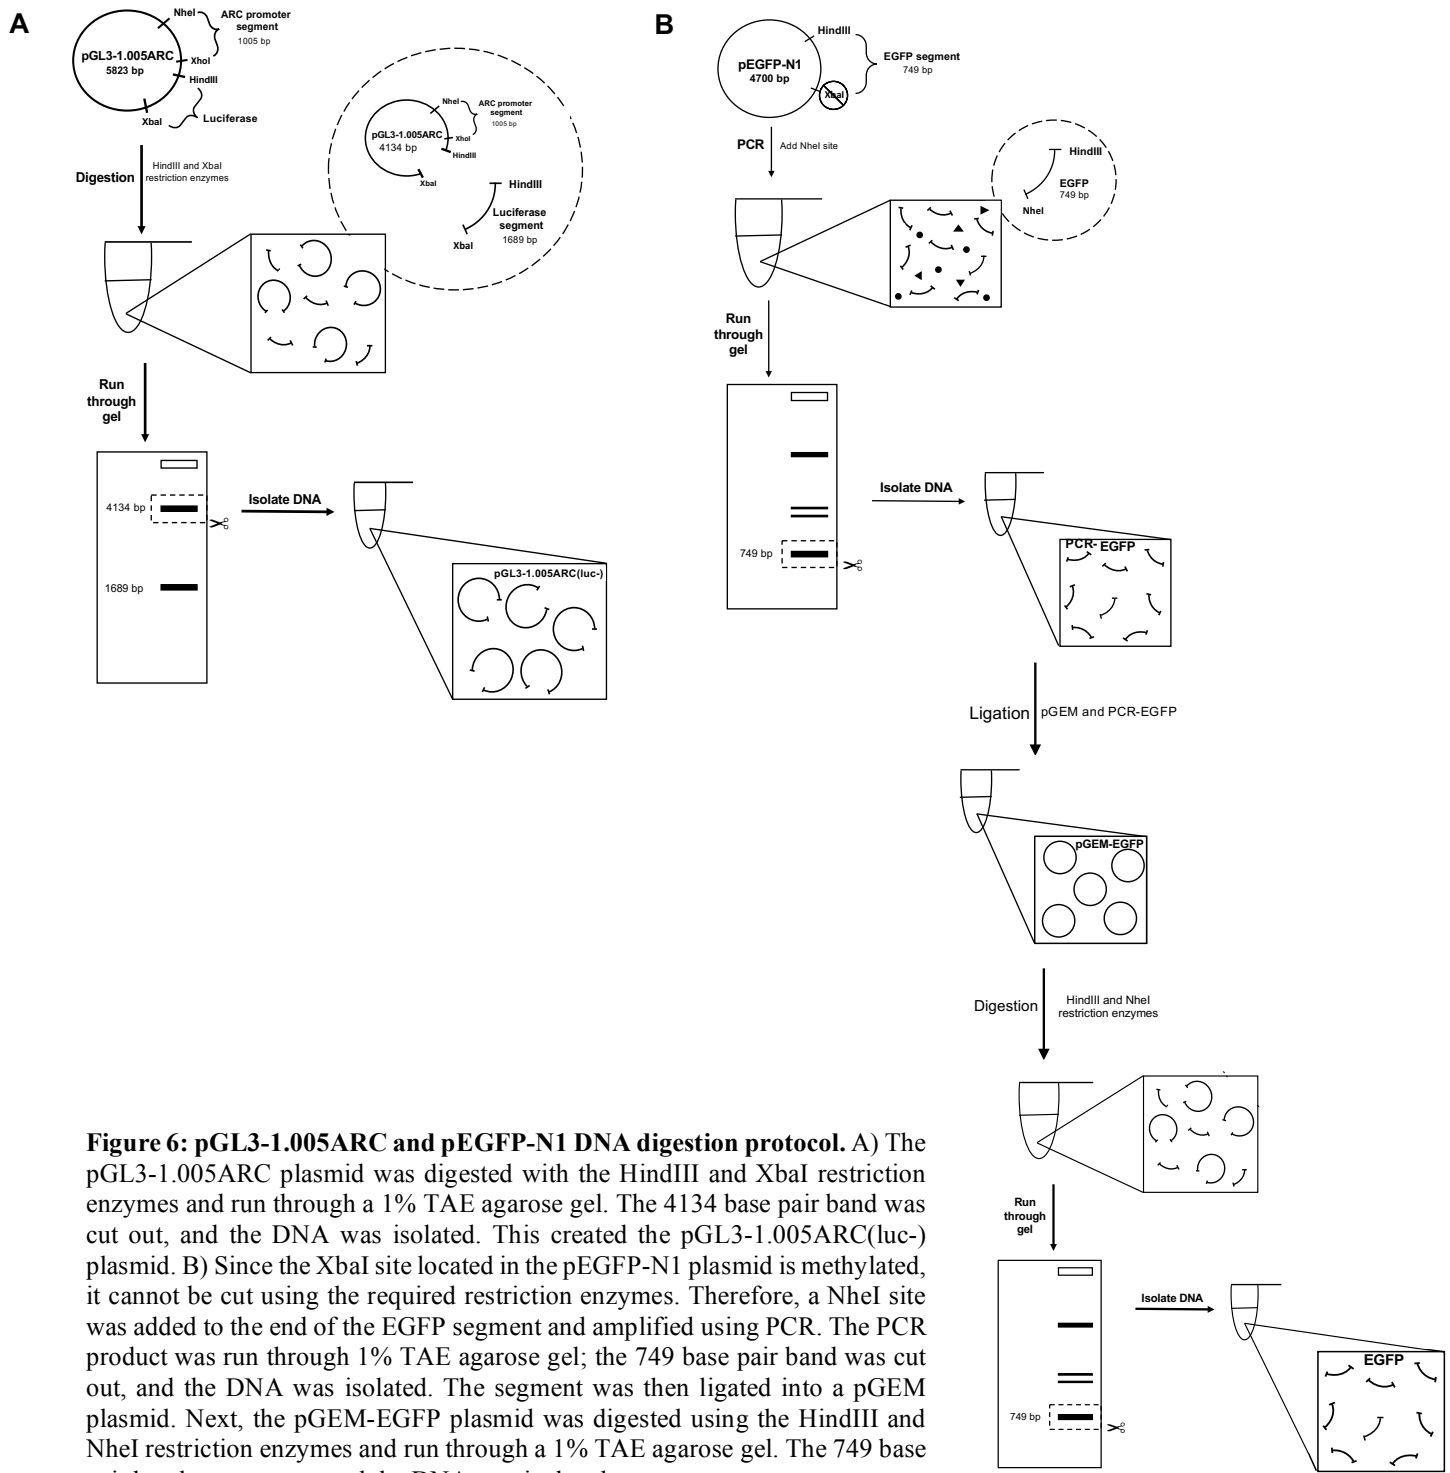 A
NheI
ARC promoter
segment
1005 bp
pGL3-1.005ARC
5823 bp
XhoI
HindIII
XbaI
Luciferase
Digestion
HindIII and XbaI
restriction enzymes
NheI
ARC promoter
segment
1005 bp
pGL3-1.005ARC
4134 bp
XhoI
HindIII
XbaI
HindIII
Luciferase
segment
1689 bp
XbaI
Run
through
gel
4134 bp
1689 bp
Isolate DNA
pGL3-1.005ARC(luc-)
B
HindIII
pEGFP-N1
4700 bp
EGFP segment
749 bp
XbaI
PCR
Add NheI site
HindIII
EGFP
749 bp
NheI
Run
through
gel
749 bp
Isolate DNA
PCR- EGFP
Ligation
pGEM and PCR-EGFP
pGEM-EGFP
Digestion
HindIII and NheI
restriction enzymes
Run
through
gel
749 bp
Isolate DNA
EGFP
Figure 6: pGL3-1.005ARC and pEGFP-N1 DNA digestion protocol. A) The
pGL3-1.005ARC plasmid was digested with the HindIII and XbaI restriction
enzymes and run through a 1% TAE agarose gel. The 4134 base pair band was
cut out, and the DNA was isolated. This created the pGL3-1.005ARC(luc-)
plasmid. B) Since the XbaI site located in the pEGFP-N1 plasmid is methylated,
it cannot be cut using the required restriction enzymes. Therefore, a NheI site
was added to the end of the EGFP segment and amplified using PCR. The PCR
product was run through 1% TAE agarose gel; the 749 base pair band was cut
out, and the DNA was isolated. The segment was then ligated into a pGEM
plasmid. Next, the pGEM-EGFP plasmid was digested using the HindIII and
NheI restriction enzymes and run through a 1% TAE agarose gel. The 749 base